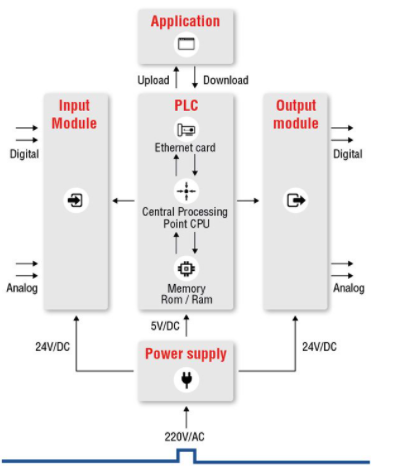 Application
Upload
Download
Input
Module
PLC
Output
module
Ethernet card
Digital
Digital
Central Processing
Point CPU
Memory
Rom / Ram
Analog
Analog
5V/DC
24V/DC
24V/DC
Power supply
220V/AC